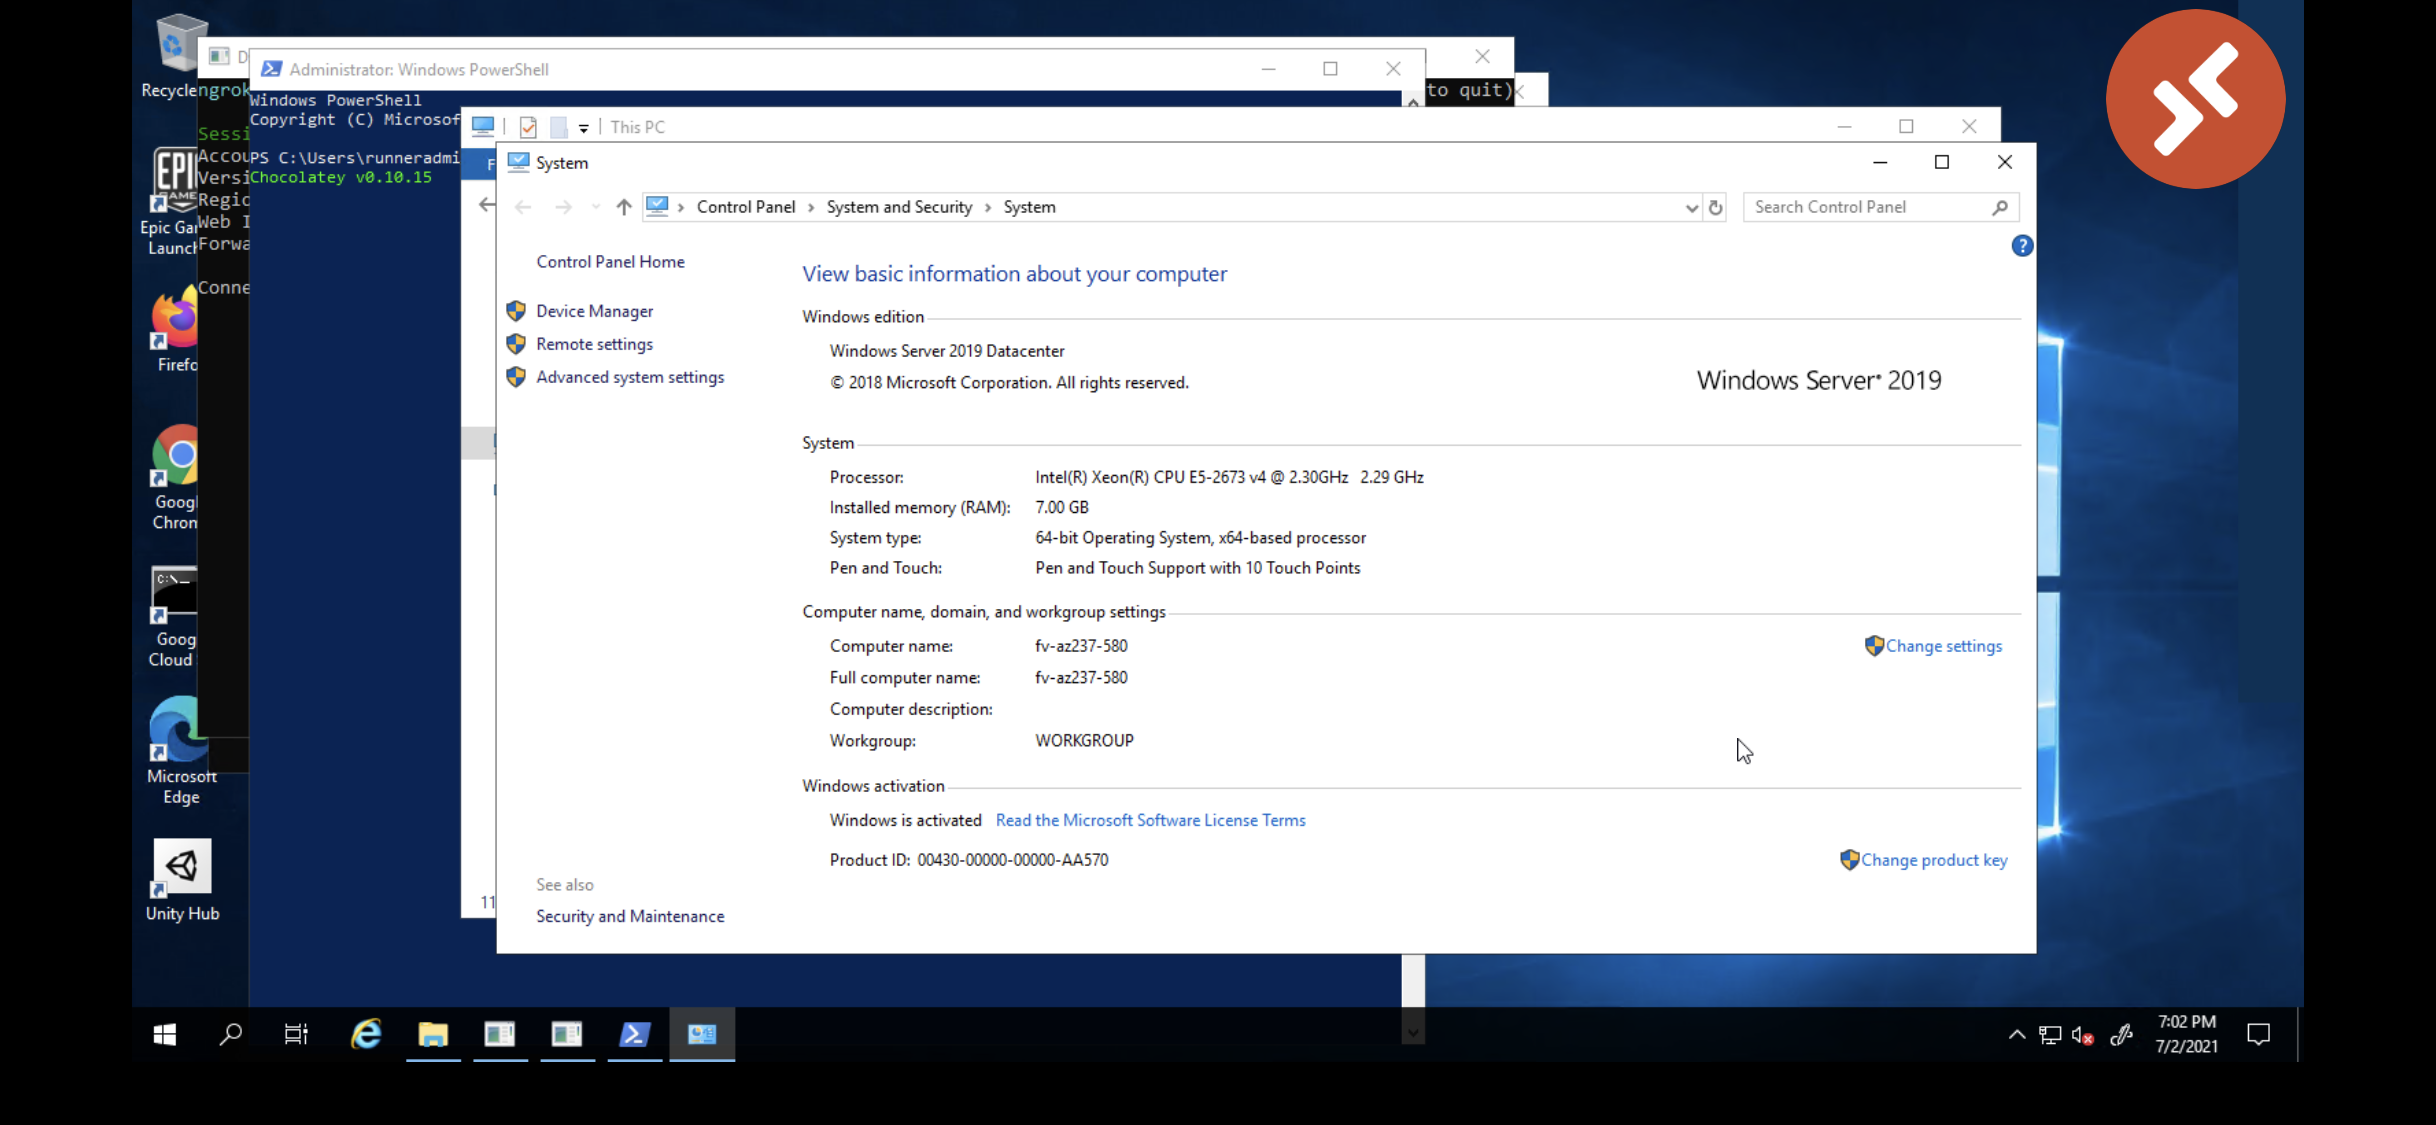 Recycle
Epic Ga
Launch
Firefo
Goog
Chron
Goog
Cloud
Microsoft
Edge
Unity Hub
D
ngrok
to quit)
Sessi
Accou
Versi
Regio
Web I
Forwa
Conne
Administrator: Windows PowerShell
Windows PowerShell
Copyright (C) Microsof
PS C:\Users\runneradmi
Chocolatey v0.10.15
This PC
F
11
System
Control Panel › System and Security › System
Search Control Panel
Control Panel Home
Device Manager
Remote settings
Advanced system settings
See also
Security and Maintenance
View basic information about your computer
Windows edition
Windows Server 2019 Datacenter
© 2018 Microsoft Corporation. All rights reserved.
Windows Server® 2019
System
Processor: Intel(R) Xeon(R) CPU E5-2673 v4 @ 2.30GHz 2.29 GHz
Installed memory (RAM): 7.00 GB
System type: 64-bit Operating System, x64-based processor
Pen and Touch: Pen and Touch Support with 10 Touch Points
Computer name, domain, and workgroup settings
Computer name: fv-az237-580
Change settings
Full computer name: fv-az237-580
Computer description:
Workgroup: WORKGROUP
Windows activation
Windows is activated Read the Microsoft Software License Terms
Product ID: 00430-00000-00000-AA570
Change product key
7:02 PM
7/2/2021